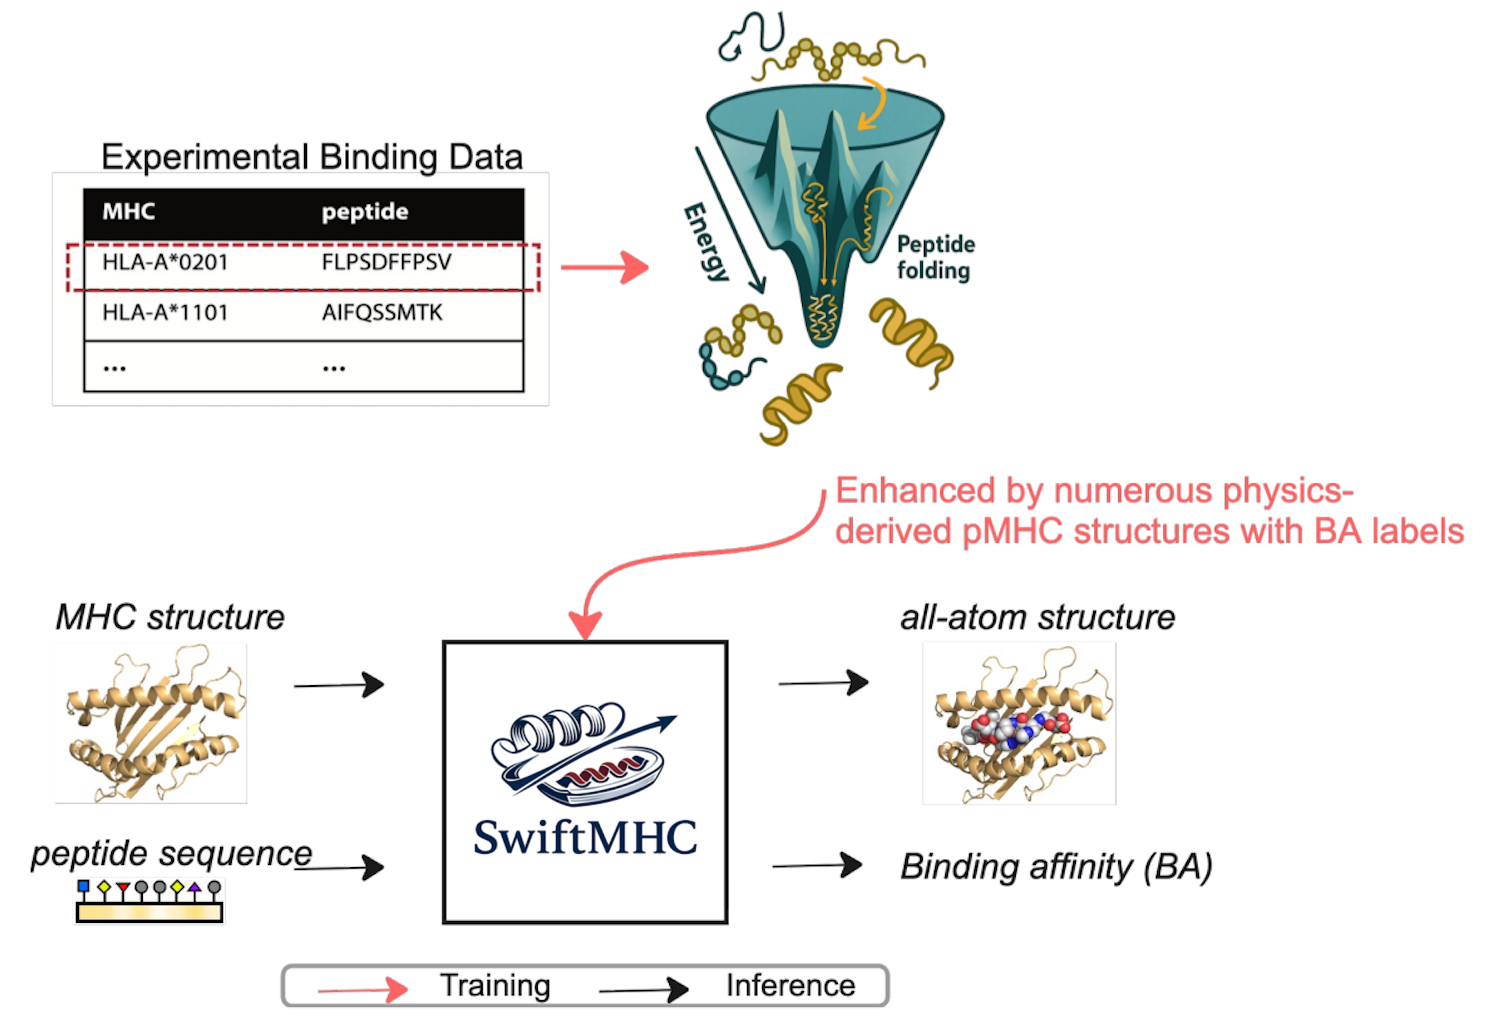 Experimental Binding Data
MHC peptide
HLA-A*0201 FLPSDFFPSV
HLA-A*1101 AIFQSSMTK
... ...
Energy
Peptide
folding
Enhanced by numerous physics-
derived pMHC structures with BA labels
MHC structure
all-atom structure
SwiftMHC
peptide sequence
Binding affinity (BA)
Training Inference